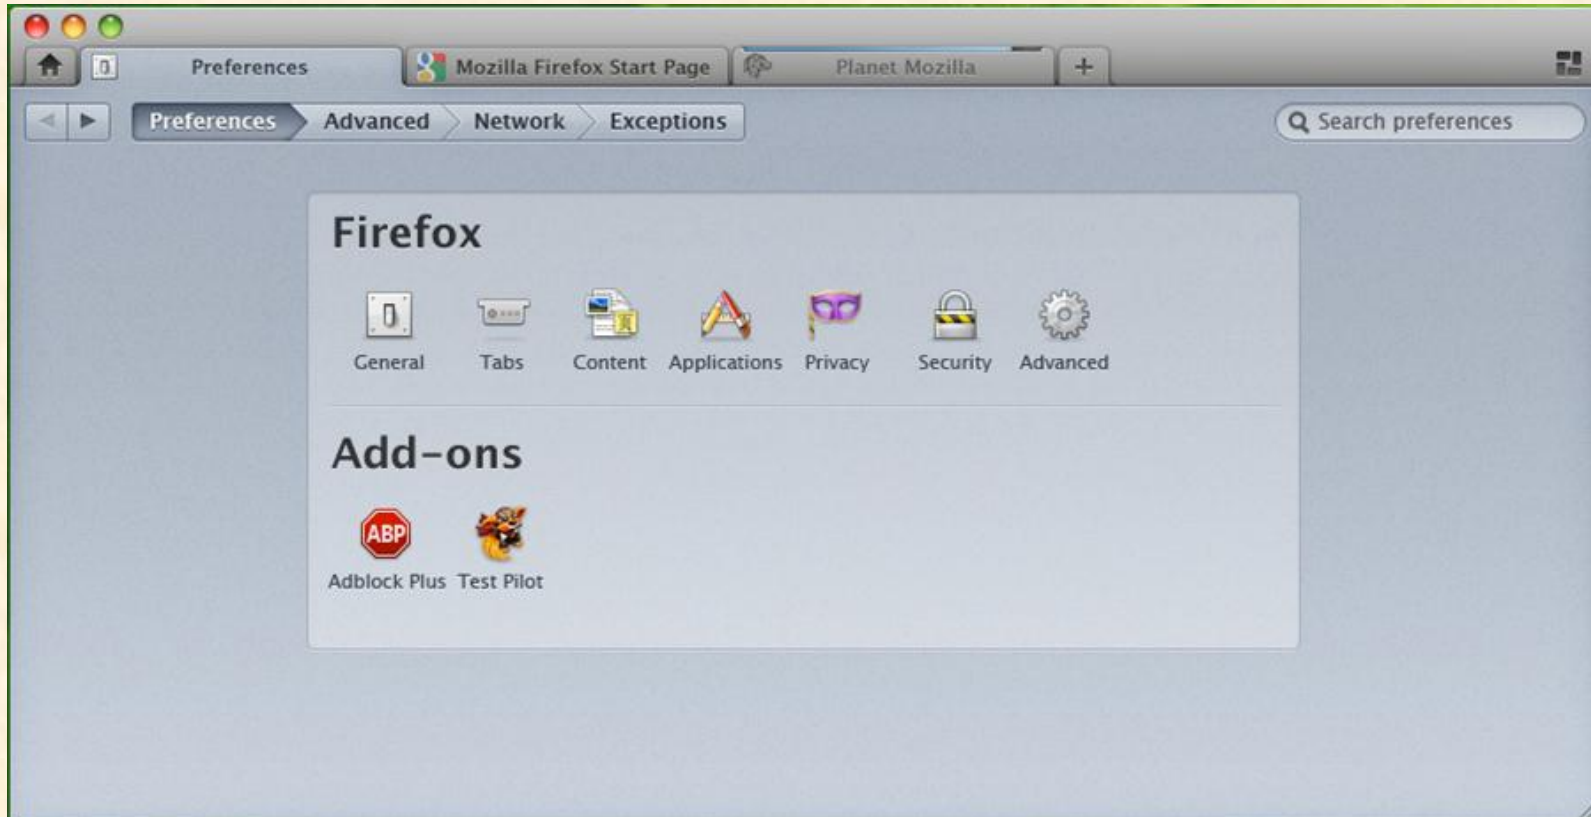 Preferences
Mozilla Firefox Start Page
Planet Mozilla
+
Preferences Advanced Network Exceptions
Search preferences
Firefox
General Tabs Content Applications Privacy Security Advanced
Add-ons
ABP
Adblock Plus Test Pilot